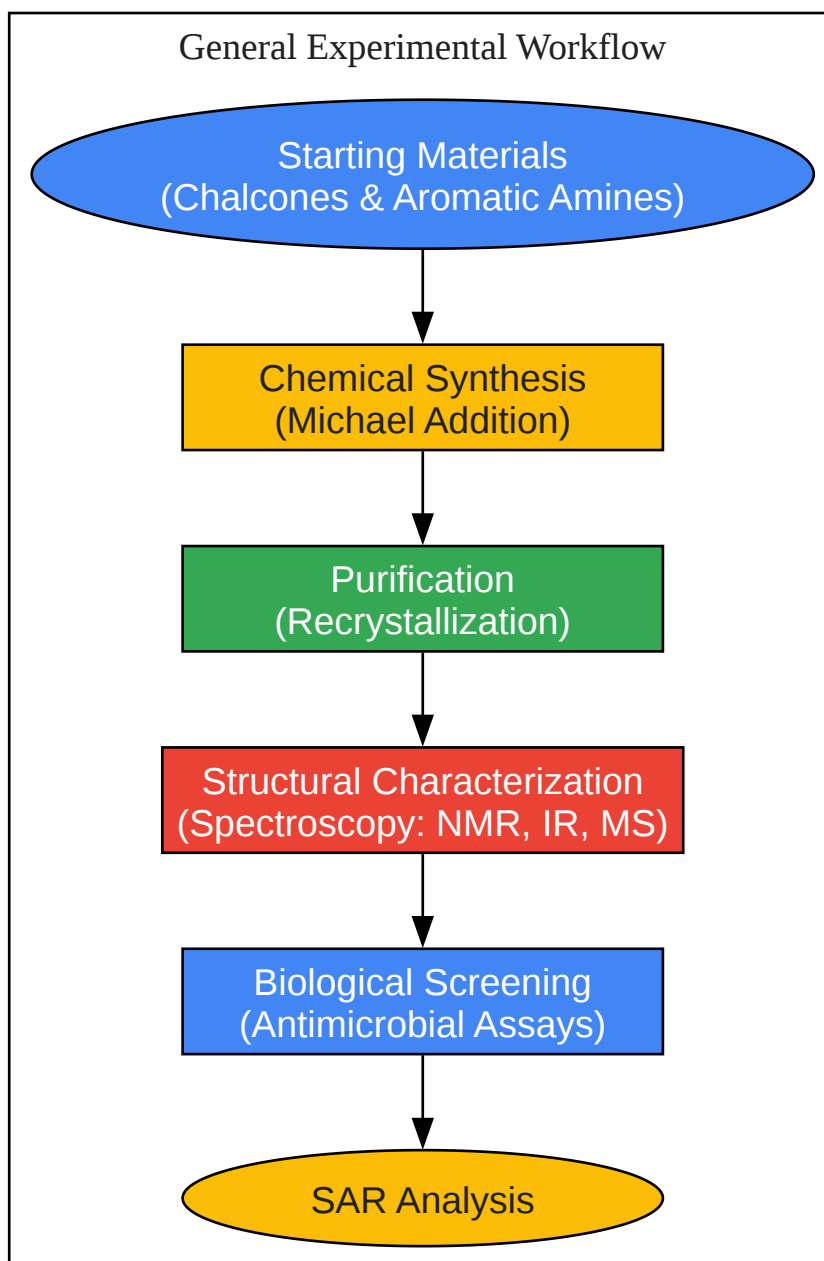 General Experimental Workflow
Starting Materials
(Chalcones & Aromatic Amines)
Chemical Synthesis
(Michael Addition)
Purification
(Recrystallization)
Structural Characterization
(Spectroscopy: NMR, IR, MS)
Biological Screening
(Antimicrobial Assays)
SAR Analysis